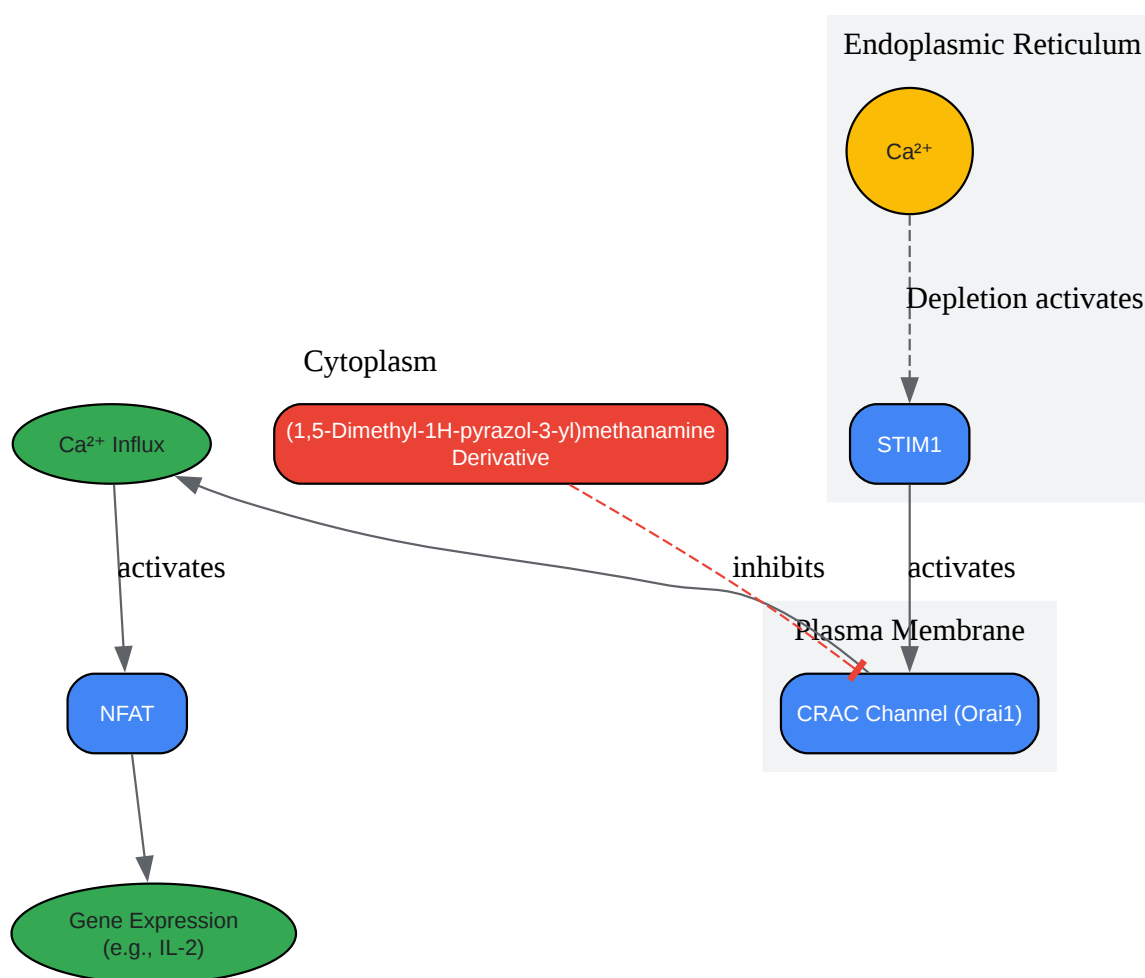 Endoplasmic Reticulum
Ca²⁺
Depletion activates
Cytoplasm
Ca²⁺ Influx
(1,5-Dimethyl-1H-pyrazol-3-yl)methanamine
Derivative
STIM1
activates
inhibits
activates
Plasma Membrane
NFAT
CRAC Channel (Orai1)
Gene Expression
(e.g., IL-2)